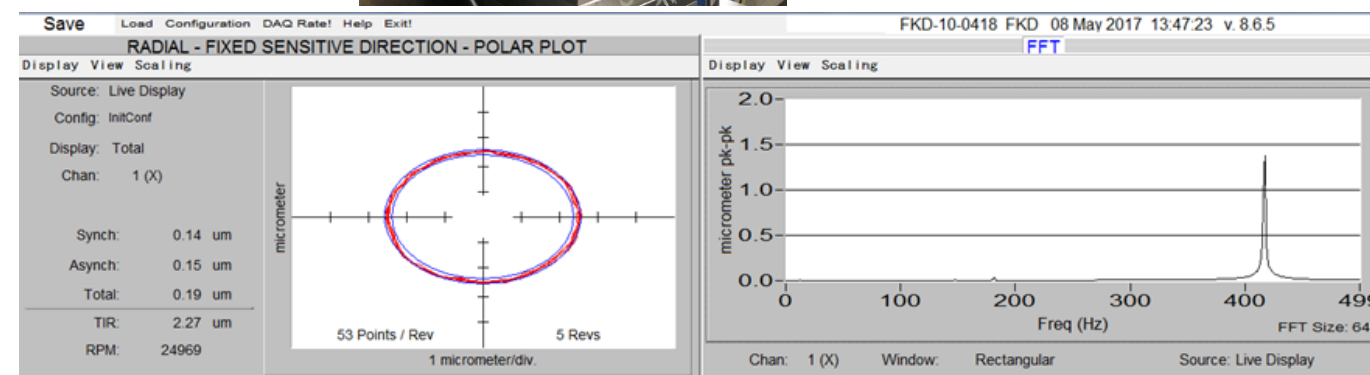 Save Load Configuration DAQ Rate! Help Exit! FKD-10-0418 FKD 08 May 2017 13:47:23 v. 8.6.5
RADIAL - FIXED SENSITIVE DIRECTION - POLAR PLOT
Display View Scaling
Source: Live Display
Config: InitConf
Display: Total
Chan: 1 (X)
Synch: 0.14 um
Asynch: 0.15 um
Total: 0.19 um
TIR: 2.27 um
RPM: 24969
micrometer
53 Points / Rev 5 Revs
1 micrometer/div.
FFT
Display View Scaling
micrometer pk-pk
2.0
1.5
1.0
0.5
0.0
0 100 200 300 400 499
Freq (Hz)
FFT Size: 64
Chan: 1 (X) Window: Rectangular Source: Live Display